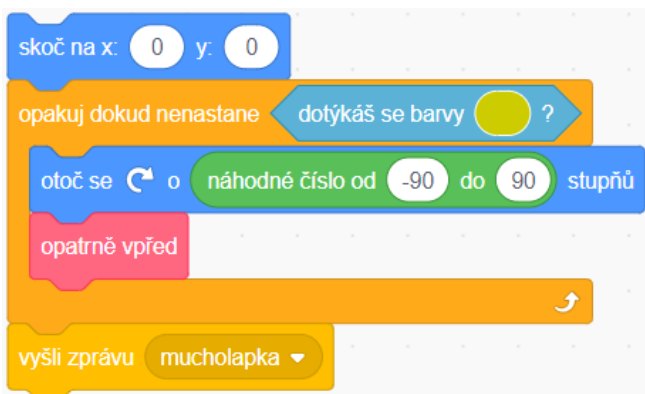 skoč na x: 0 y: 0
opakuj dokud nenastane dotýkáš se barvy ?
otoč se o náhodné číslo od -90 do 90 stupňů
opatrně vpřed
vyšli zprávu mucholapka